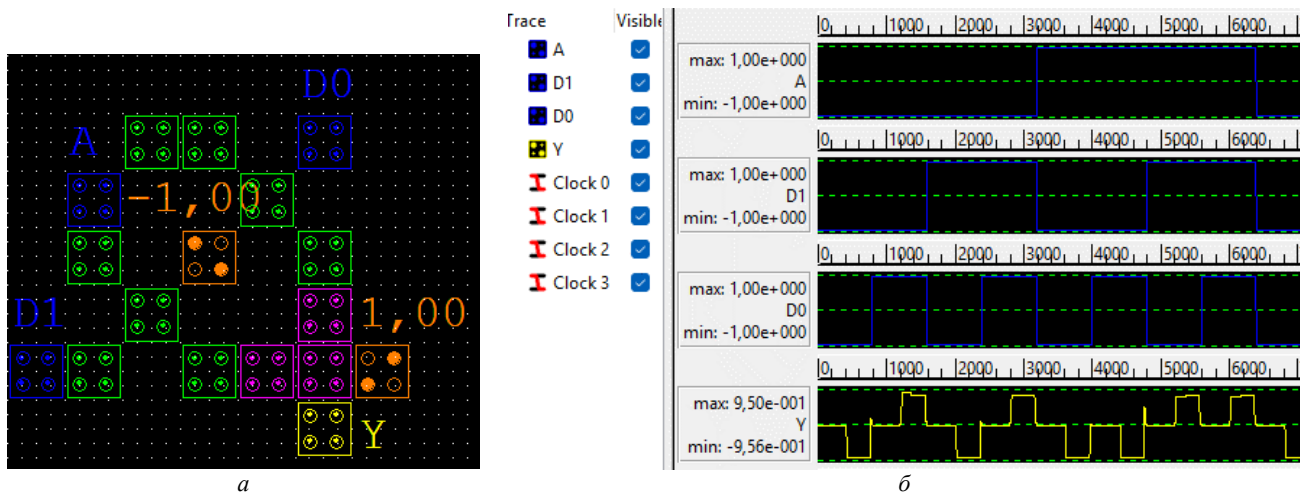 D0
A
-1,00
D1
1,00
Y
а
Trace
Visible
A
D1
D0
Y
Clock 0
Clock 1
Clock 2
Clock 3
0 1000 2000 3000 4000 5000 6000
max: 1,00e+000
A
min: -1,00e+000
0 1000 2000 3000 4000 5000 6000
max: 1,00e+000
D1
min: -1,00e+000
0 1000 2000 3000 4000 5000 6000
max: 1,00e+000
D0
min: -1,00e+000
0 1000 2000 3000 4000 5000 6000
max: 9,50e-001
Y
min: -9,56e-001
б